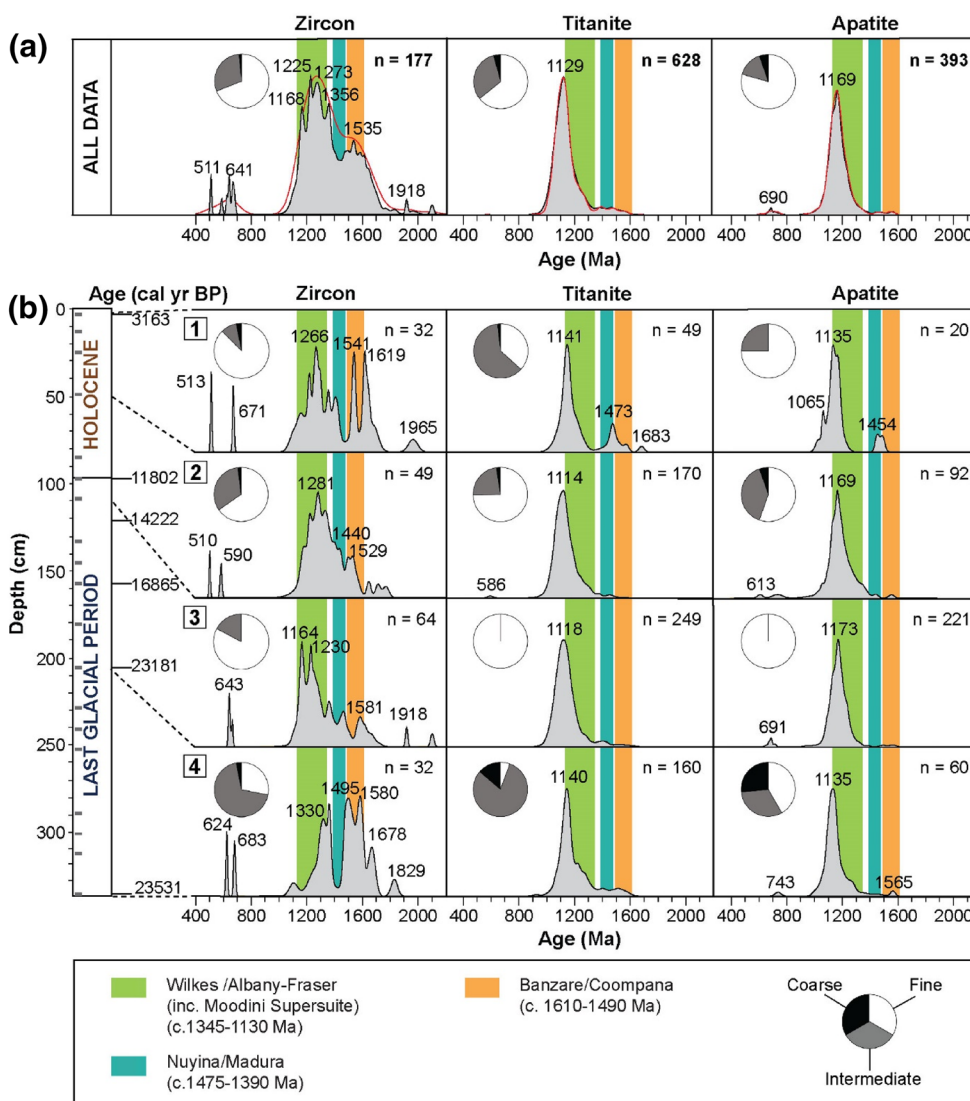 (a)
Zircon
Titanite
Apatite
ALL DATA
n = 177
1225
1273
1168
1356
1535
511
641
1918
n = 628
1129
n = 393
1169
690
400 800 1200 1600 2000
400 800 1200 1600 2000
400 800 1200 1600 2000
Age (Ma)
Age (Ma)
Age (Ma)
(b)
Age (cal yr BP)
Zircon
Titanite
Apatite
Depth (cm)
0
50
100
150
200
250
300
HOLOCENE
LAST GLACIAL PERIOD
3163
11802
14222
16865
23181
23531
1
n = 32
1266
1541
1619
513
671
1965
n = 49
1141
1473
1683
n = 20
1135
1065
1454
2
n = 49
1281
1440
1529
510
590
n = 170
1114
586
n = 92
1169
613
3
n = 64
1164
1230
643
1581
1918
n = 249
1118
n = 221
1173
691
4
n = 32
1495
1580
1330
624
683
1678
1829
n = 160
1140
n = 60
1135
743
1565
400 800 1200 1600 2000
400 800 1200 1600 2000
400 800 1200 1600 2000
Age (Ma)
Age (Ma)
Wilkes /Albany-Fraser
(inc. Moodini Supersuite)
(c.1345-1130 Ma)
Nuyina/Madura
(c.1475-1390 Ma)
Banzare/Coompana
(c. 1610-1490 Ma)
Coarse
Fine
Intermediate